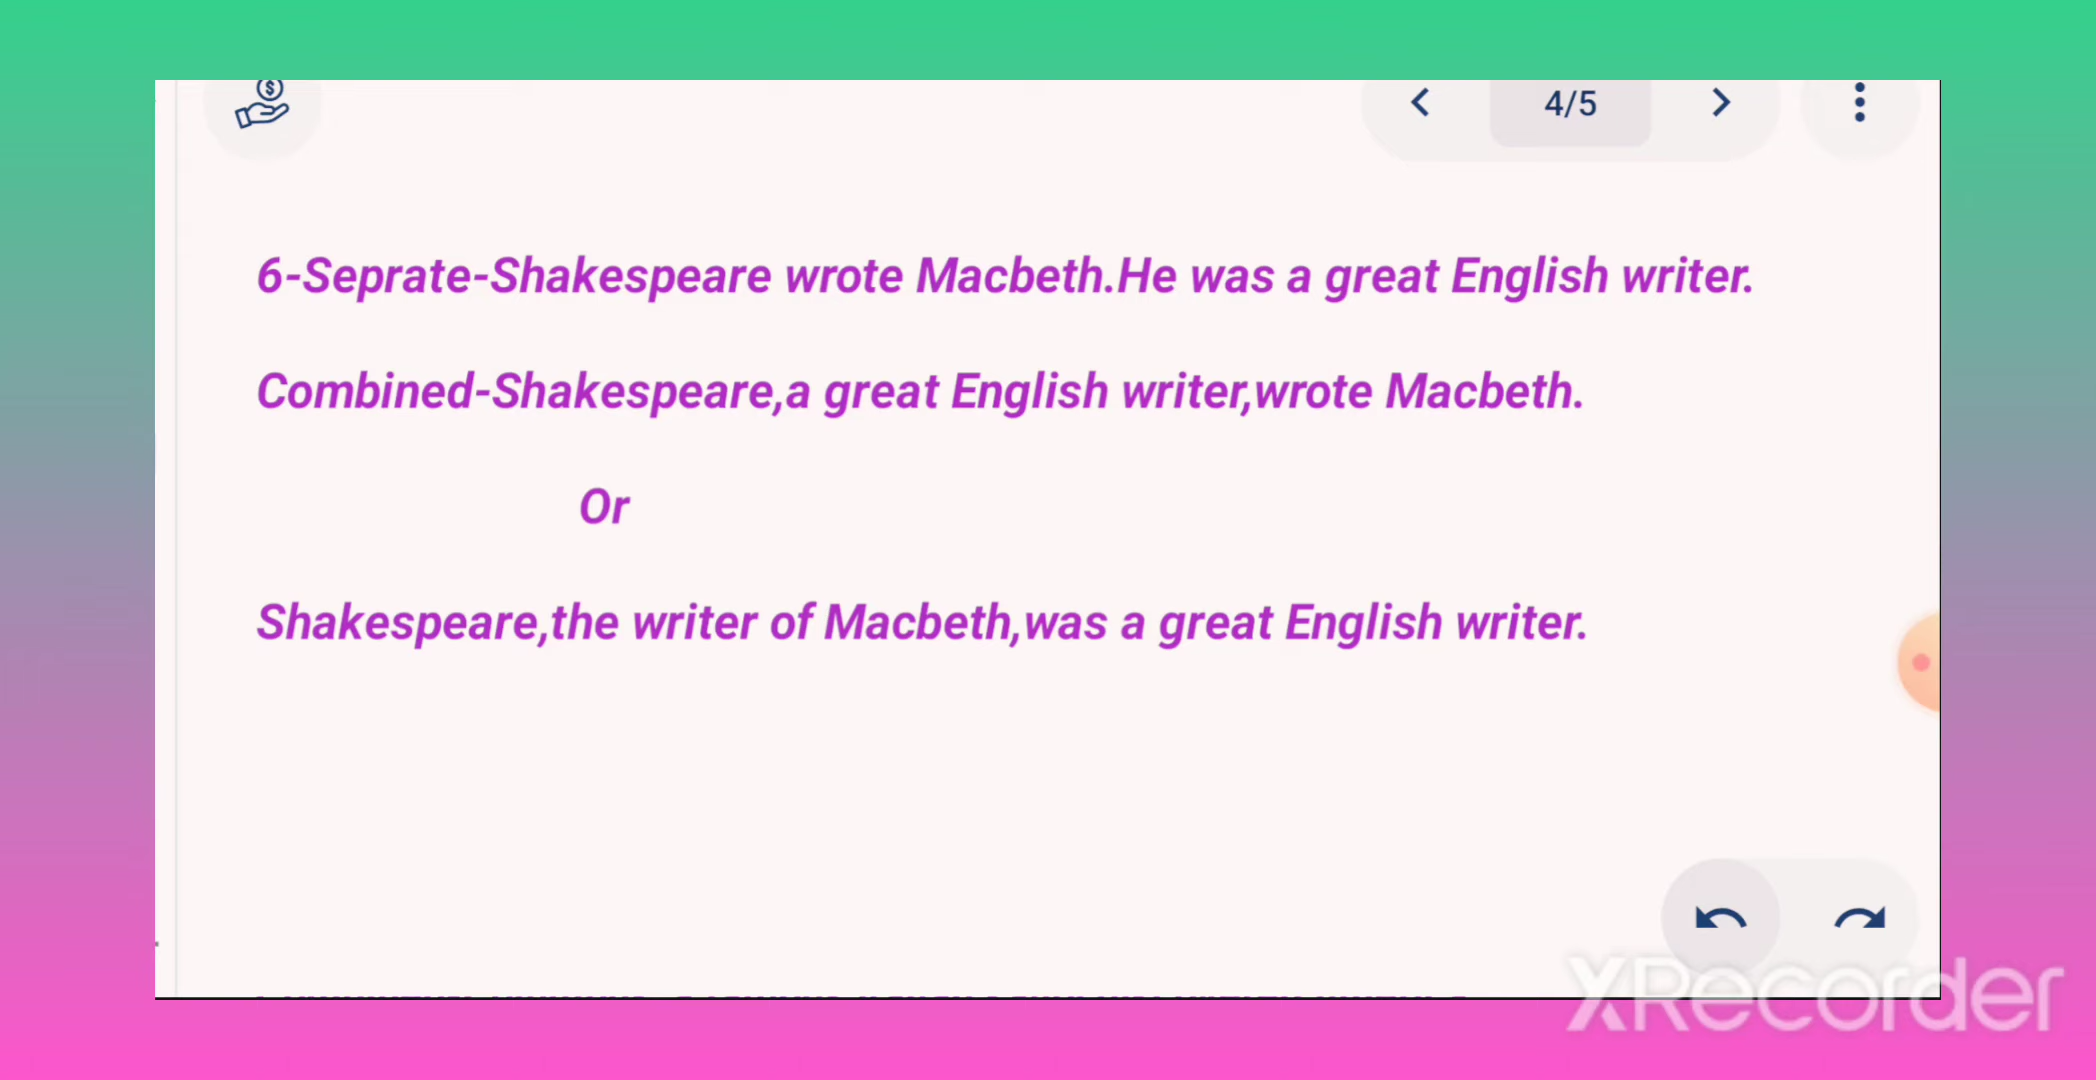 4/5
6-Seprate-Shakespeare wrote Macbeth.He was a great English writer.
Combined-Shakespeare,a great English writer,wrote Macbeth.
Or
Shakespeare,the writer of Macbeth,was a great English writer.
XRecorder